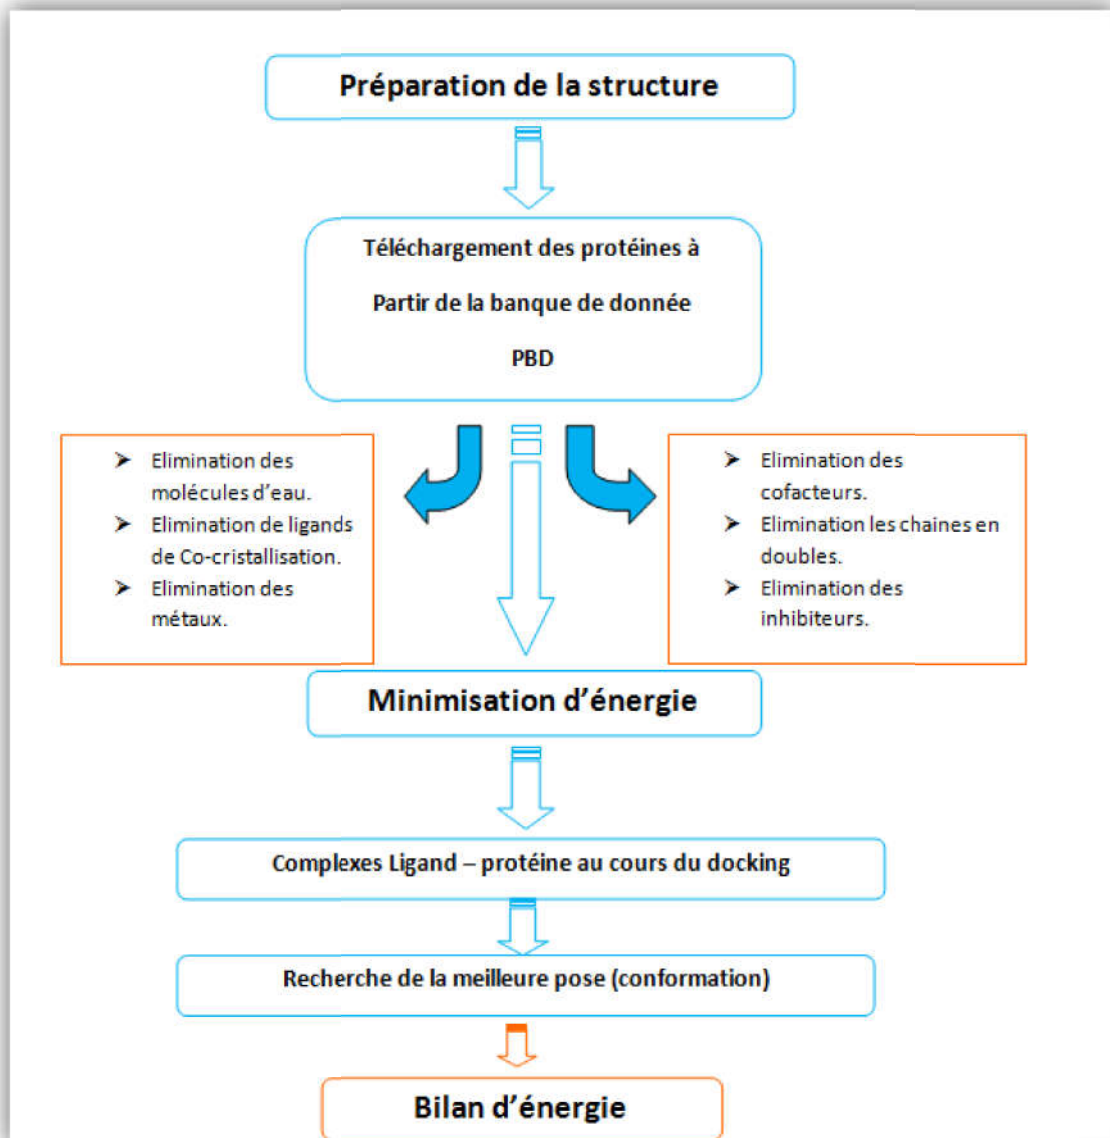 Préparation de la structure
Téléchargement des protéines à
Partir de la banque de donnée
PBD
➤ Elimination des
molécules d’eau.
➤ Elimination de ligands
de Co-cristallisation.
➤ Elimination des
métaux.
➤ Elimination des
cofacteurs.
➤ Elimination les chaines en
doubles.
➤ Elimination des
inhibiteurs.
Minimisation d’énergie
Complexes Ligand – protéine au cours du docking
Recherche de la meilleure pose (conformation)
Bilan d’énergie